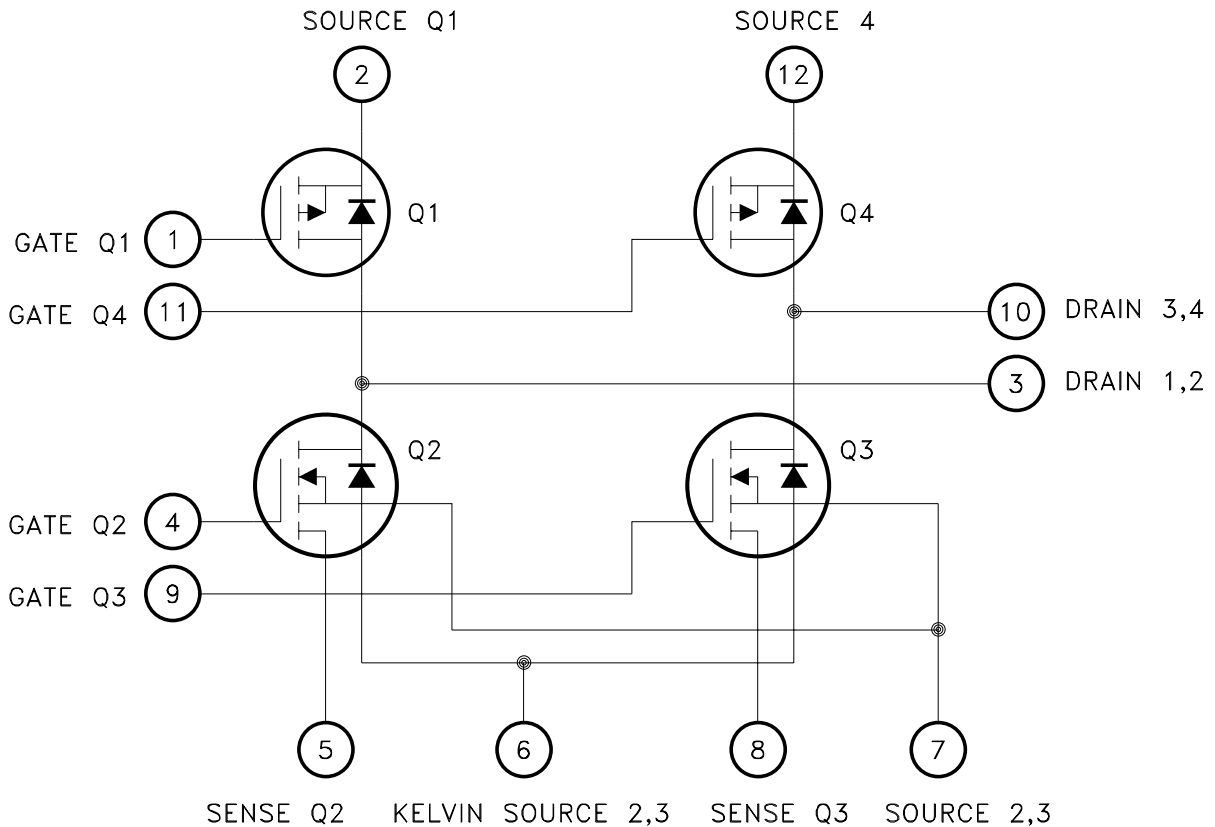 SOURCE Q1
SOURCE 4
2
12
Q1
Q4
GATE Q1
1
GATE Q4
11
10
DRAIN 3,4
3
DRAIN 1,2
Q2
Q3
GATE Q2
4
GATE Q3
9
5
6
8
7
SENSE Q2
KELVIN SOURCE 2,3
SENSE Q3
SOURCE 2,3